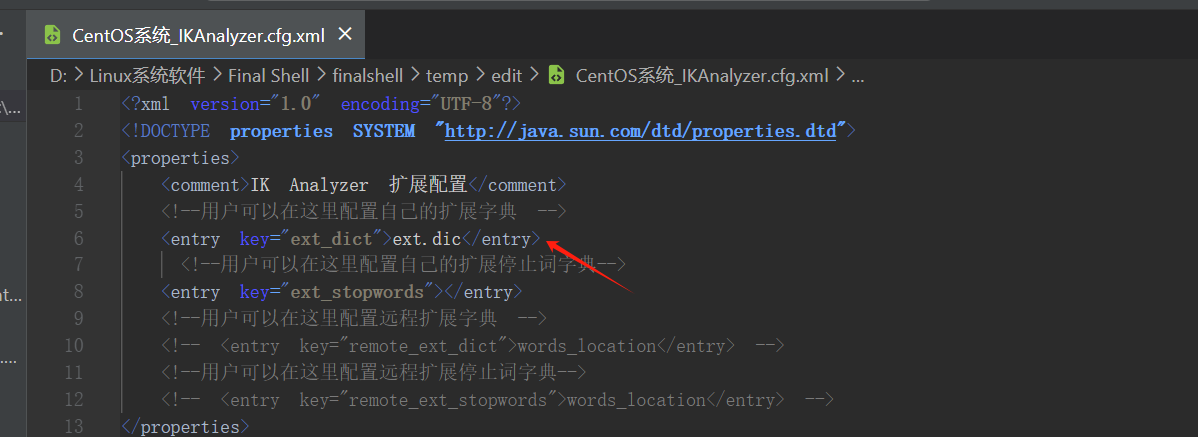 CentOS系统_IKAnalyzer.cfg.xml
D: > Linux系统软件 > Final Shell > finalshell > temp > edit > CentOS系统_IKAnalyzer.cfg.xml > ...
:\...
1 <?xml version="1.0" encoding="UTF-8"?>
2 <!DOCTYPE properties SYSTEM "http://java.sun.com/dtd/properties.dtd">
3 <properties>
4 <comment>IK Analyzer 扩展配置</comment>
5 <!--用户可以在这里配置自己的扩展字典 -->
6 <entry key="ext_dict">ext.dic</entry>
7 <!--用户可以在这里配置自己的扩展停止词字典-->
at...
8 <entry key="ext_stopwords"></entry>
9 <!--用户可以在这里配置远程扩展字典 -->
10 <!-- <entry key="remote_ext_dict">words_location</entry> -->
11 <!--用户可以在这里配置远程扩展停止词字典-->
12 <!-- <entry key="remote_ext_stopwords">words_location</entry> -->
13 </properties>